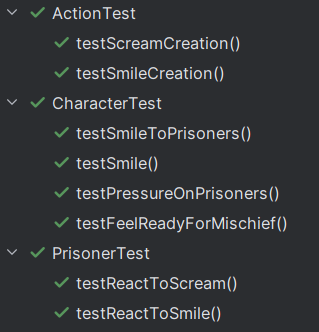 ActionTest
testScreamCreation()
testSmileCreation()
CharacterTest
testSmileToPrisoners()
testSmile()
testPressureOnPrisoners()
testFeelReadyForMischief()
PrisonerTest
testReactToScream()
testReactToSmile()